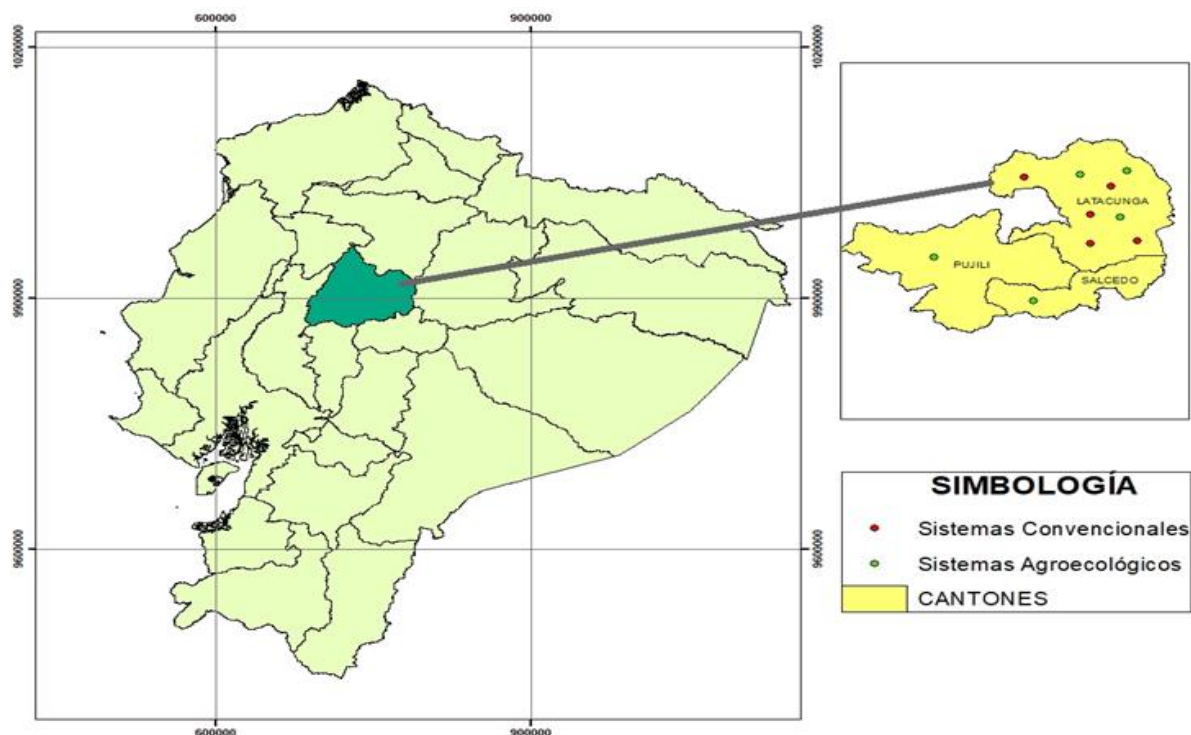 600000
900000
10200000
10200000
9900000
9900000
9600000
9600000
600000
900000
LATACUNGA
PUJILI
SALCEDO
SIMBOLOGÍA
Sistemas Convencionales
Sistemas Agroecológicos
CANTONES